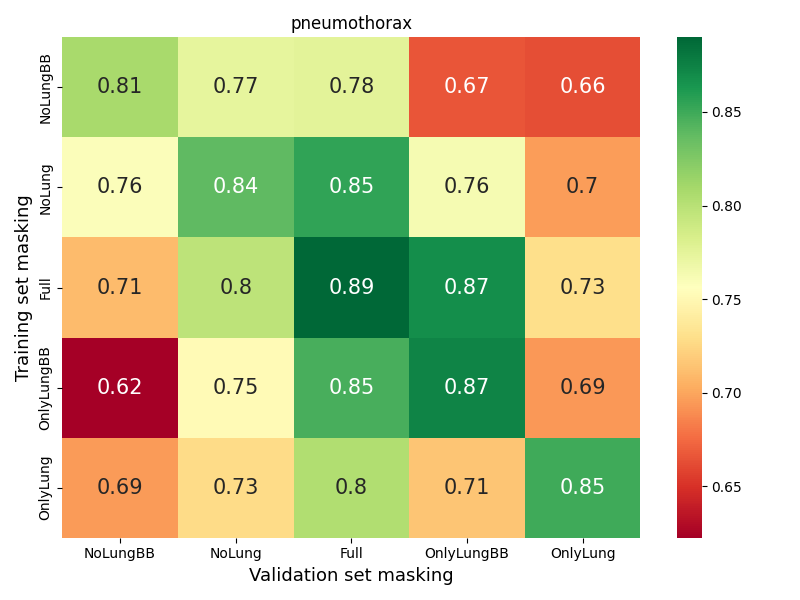 pneumothorax
Training set masking
NoLungBB
0.81 0.77 0.78 0.67 0.66
NoLung
0.76 0.84 0.85 0.76 0.7
Full
0.71 0.8 0.89 0.87 0.73
OnlyLungBB
0.62 0.75 0.85 0.87 0.69
OnlyLung
0.69 0.73 0.8 0.71 0.85
NoLungBB NoLung Full OnlyLungBB OnlyLung
Validation set masking
0.85
0.80
0.75
0.70
0.65